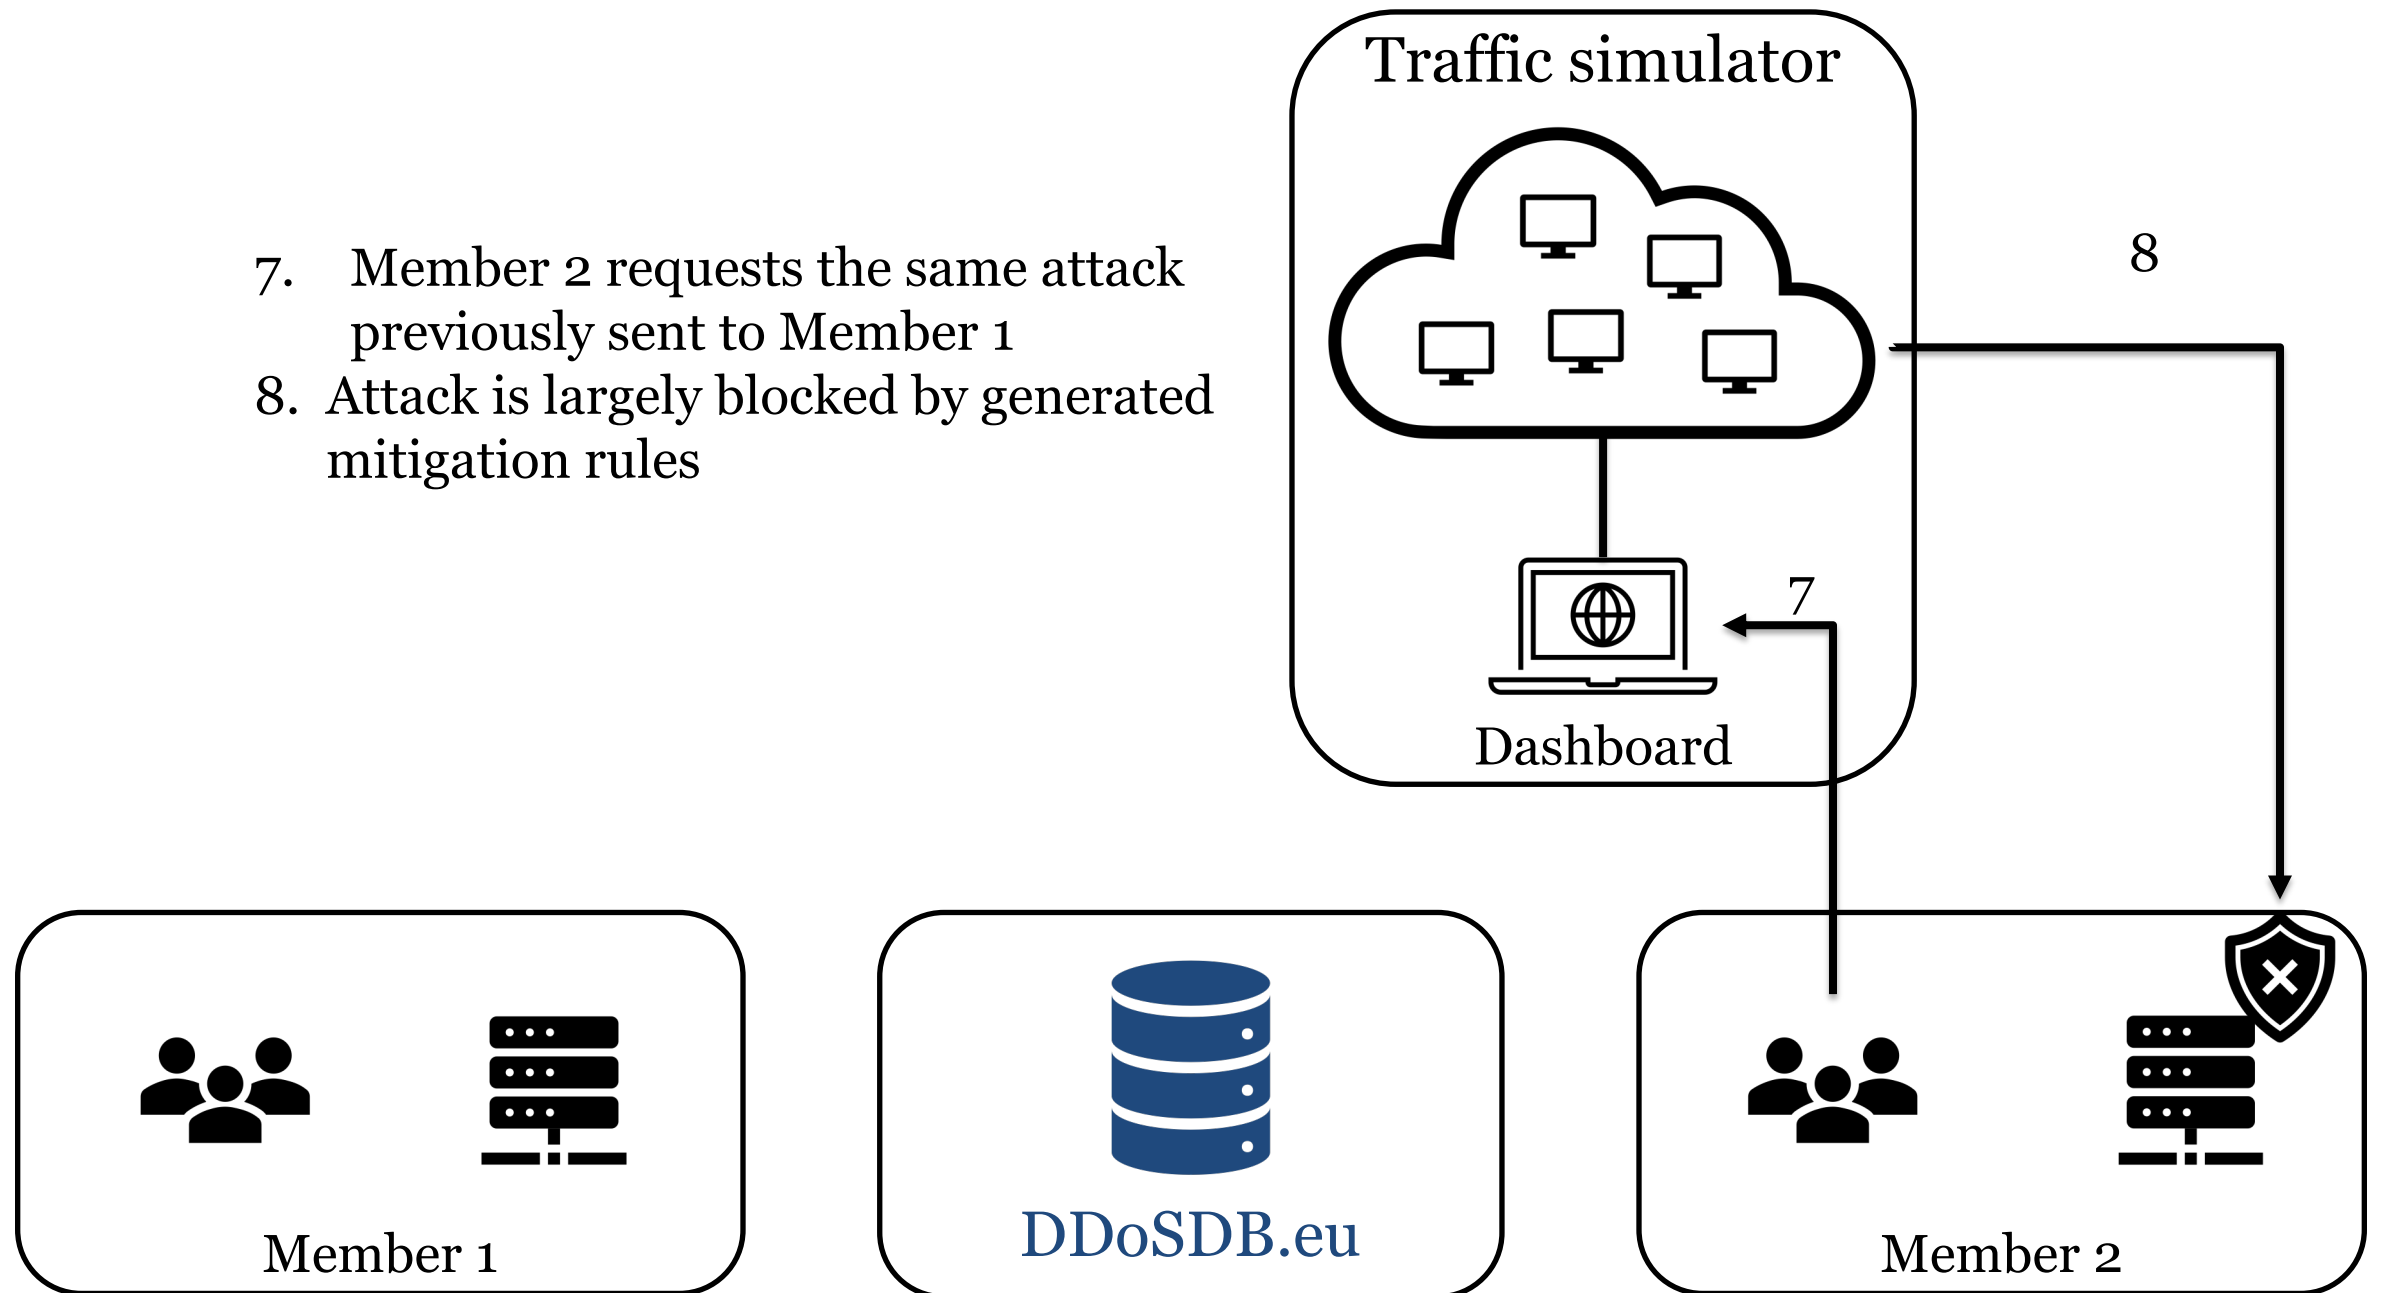 Traffic simulator
7. Member 2 requests the same attack
previously sent to Member 1
8. Attack is largely blocked by generated
mitigation rules
8
7
Dashboard
Member 1
DDoSDB.eu
Member 2